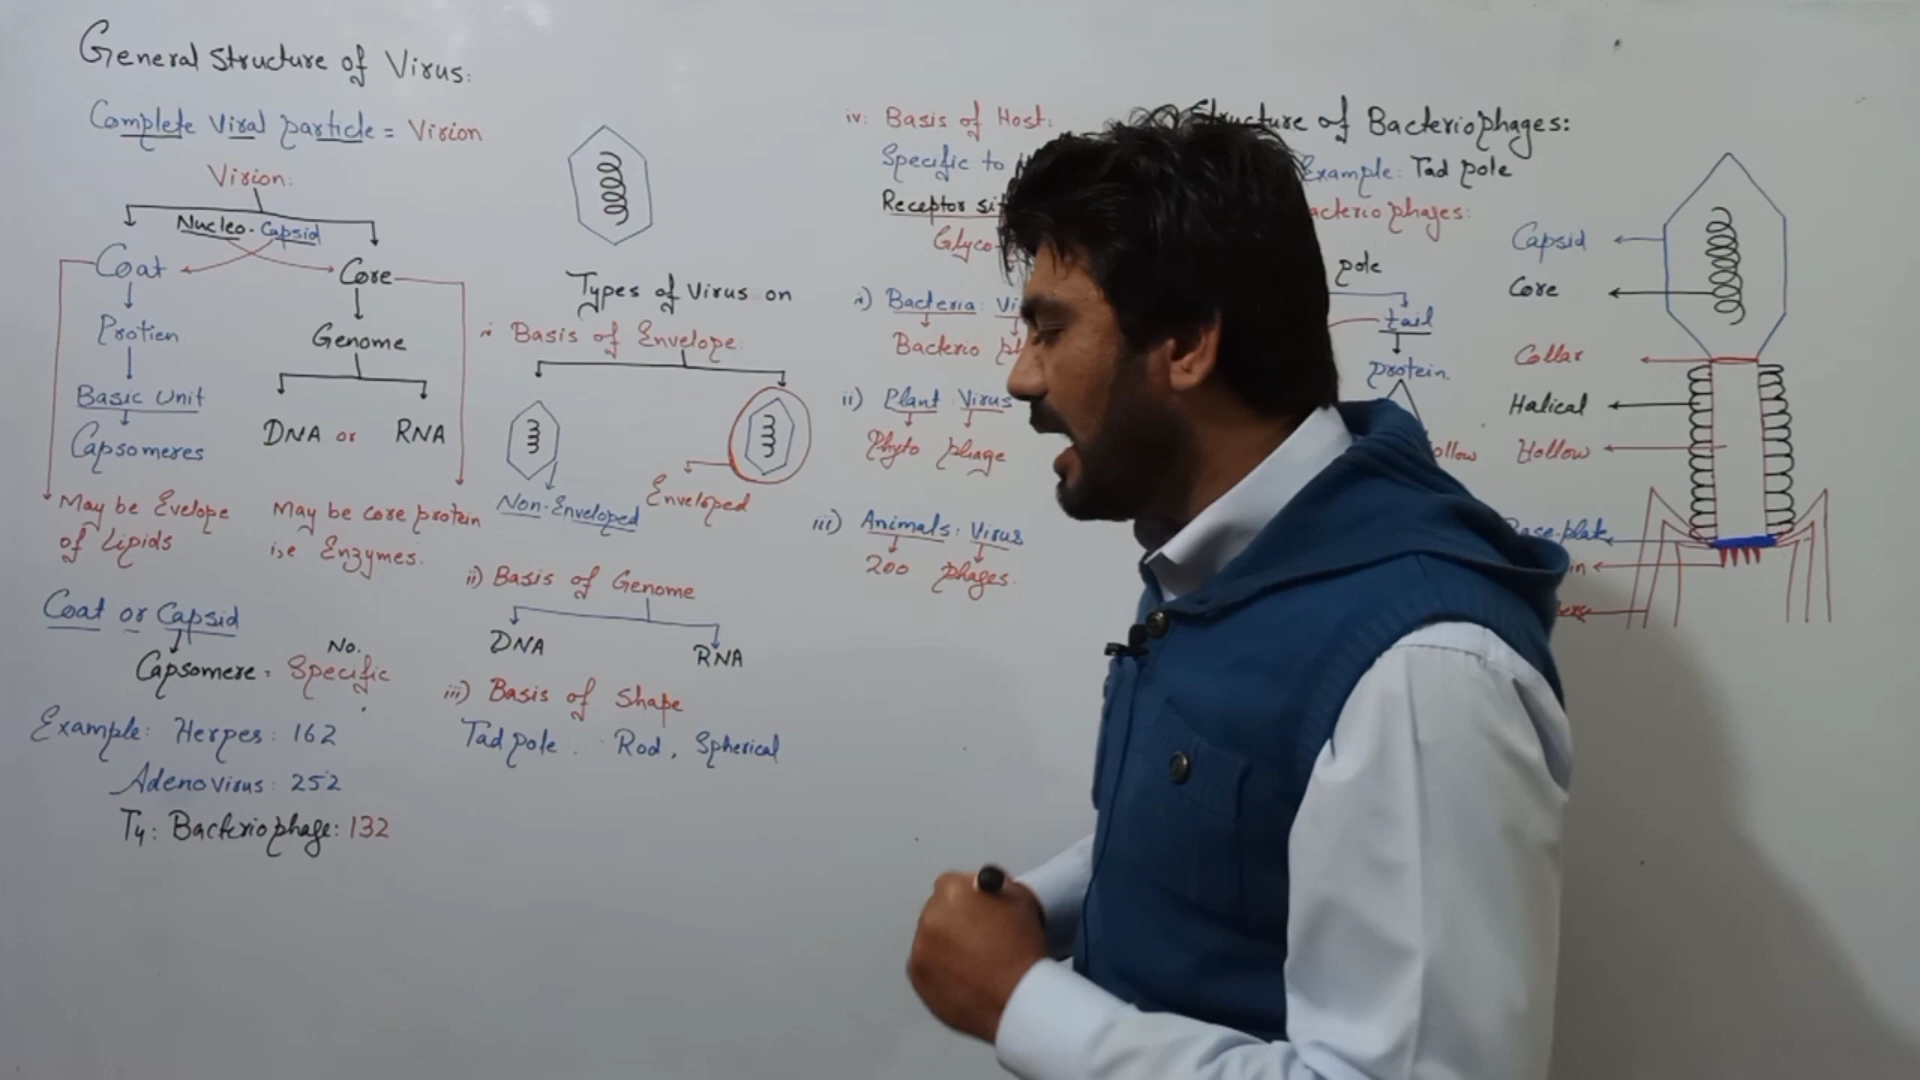 General Structure of Virus:
Complete Viral particle = Virion
Virion:
Nucleo-Capsid
Coat
Core
Protien
Genome
Basic Unit
Capsomeres
DNA or RNA
May be Evelope
of Lipids
May be core protein
i,e Enzymes.
Coat or Capsid
No.
Capsomere. Specific
Example: Herpes: 162
Adenovirus: 252
T4: Bacteriophage: 132
Types of Virus on
i Basis of Envelope:
Non-Enveloped
Enveloped
ii) Basis of Genome
DNA
RNA
iii) Basis of Shape
Tad pole. Rod, Spherical
iv: Basis of Host:
Specific to
Receptor
Glyco
i) Bacteria:
Bacterio
ii) Plant Virus
Phyto phage
iii) Animals. Virus
200 phages.
Structure of Bacteriophages:
Example: Tad pole
phages:
pole
tail
protein
Capsid
Core
Collar
Halical
Hollow